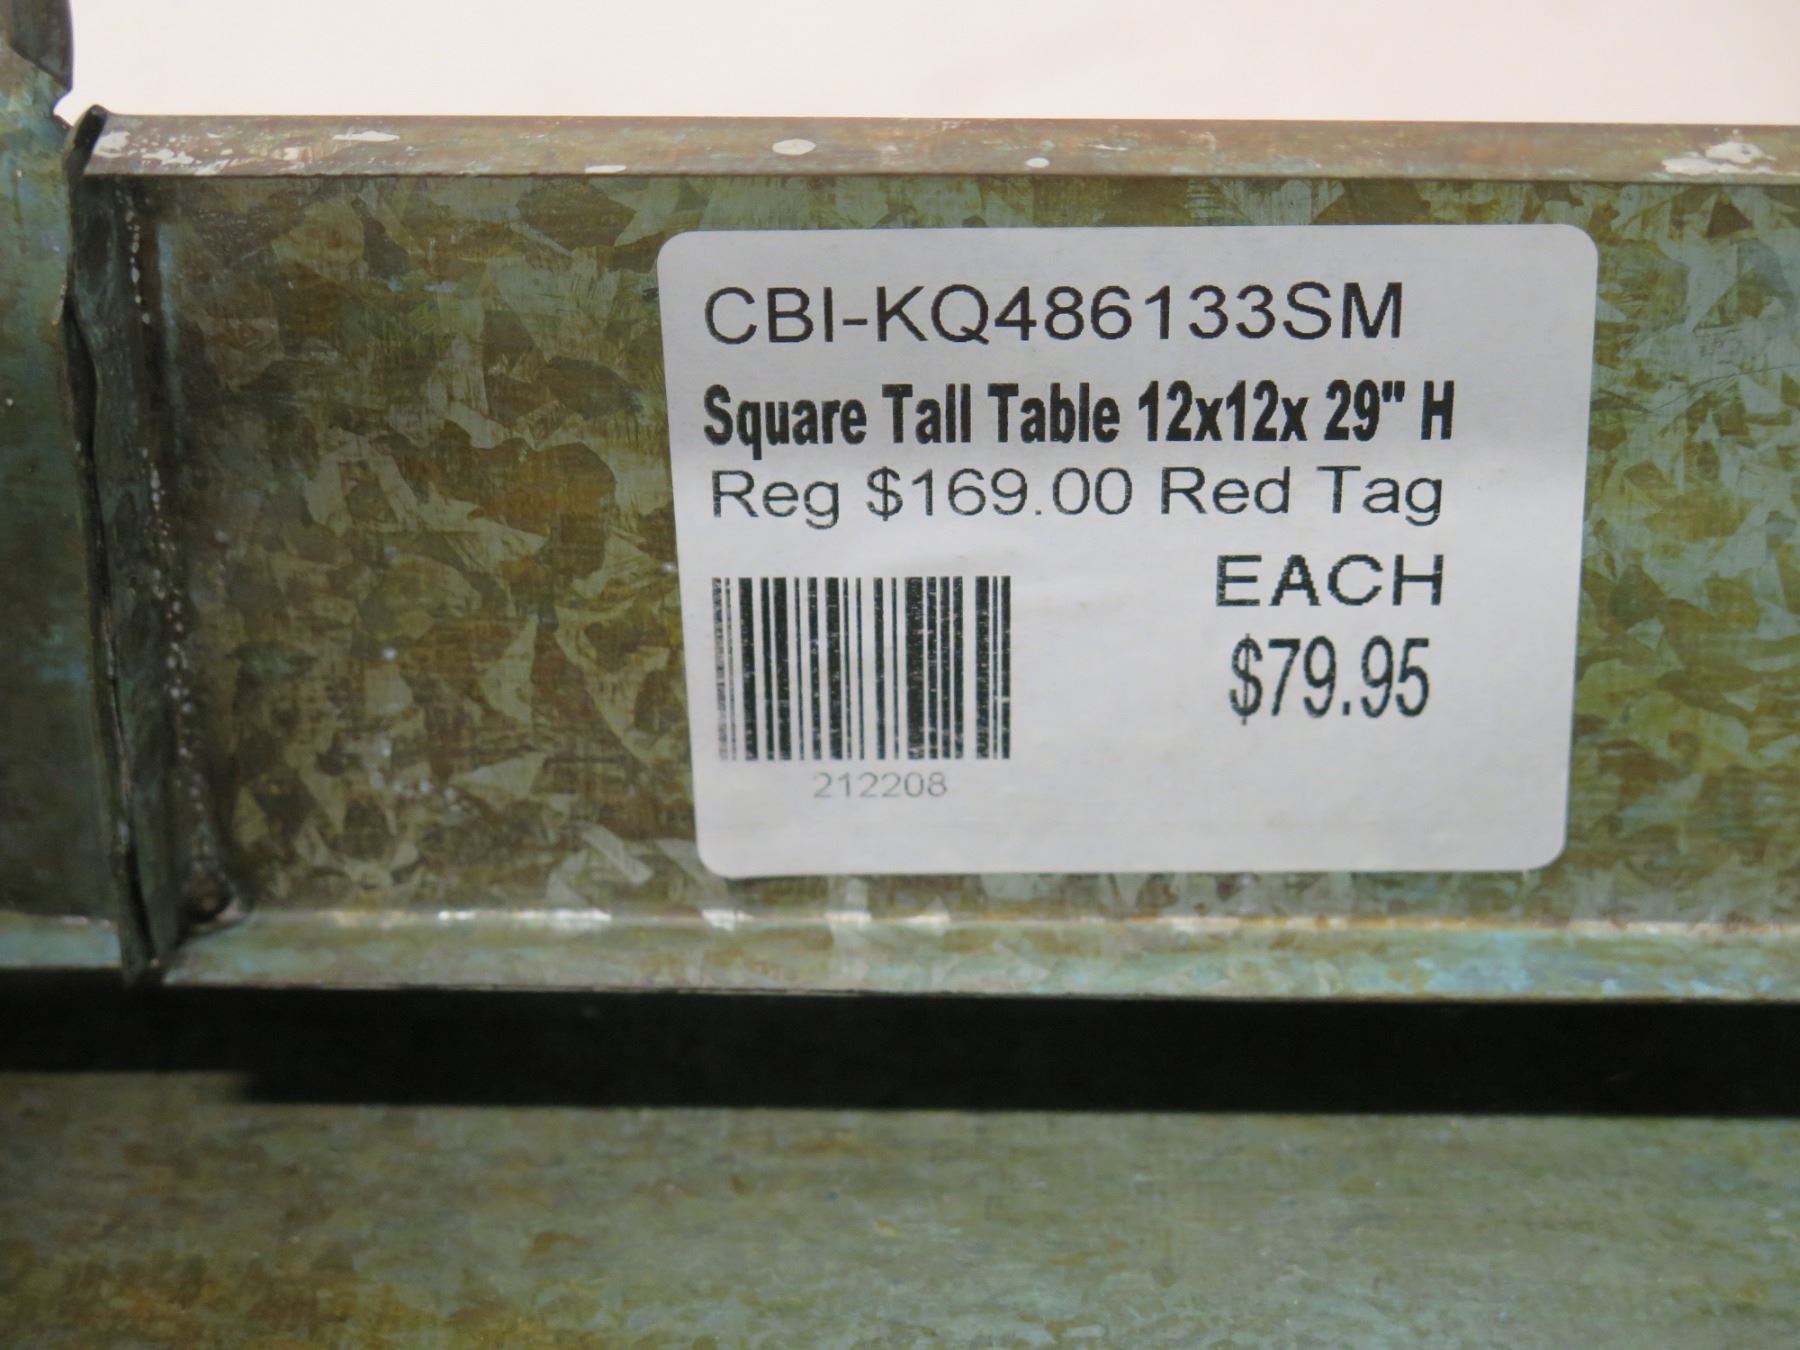 CBI-KQ486133SM
Square Tall Table 12x12x 29" H
Reg $169.00 Red Tag
EACH
$79.95
212208